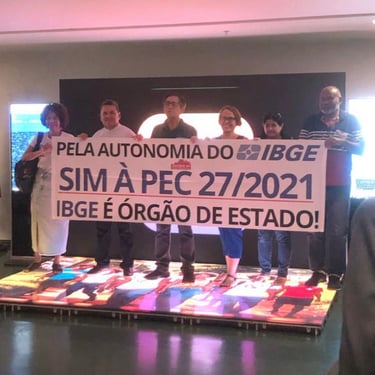 PELA AUTONOMIA DO IBGE
SIM À PEC 27/2021
IBGE É ÓRGÃO DE ESTADO!